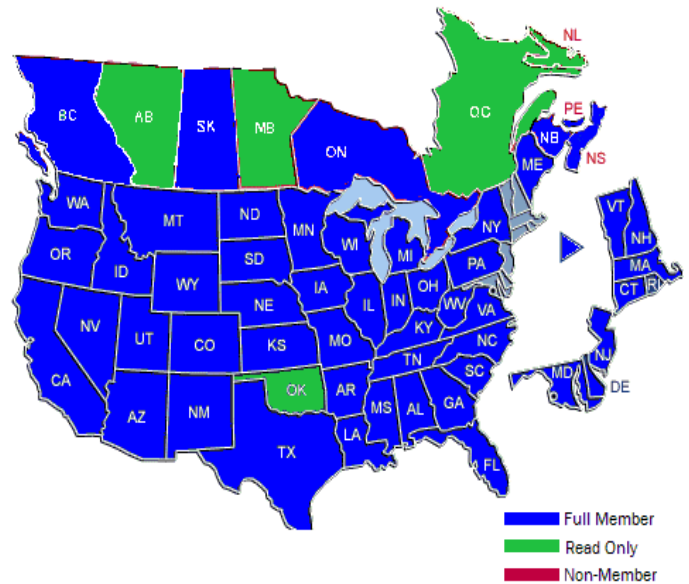 NL
BC
AB
SK
MB
ON
QC
PE
NB
NS
ME
WA
MT
ND
MN
WI
MI
NY
VT
NH
MA
CT
RI
OR
ID
WY
SD
IA
PA
NE
IL
IN
OH
WV
VA
NV
UT
CO
KS
MO
KY
NC
NJ
MD
DE
CA
AZ
NM
OK
AR
TN
SC
MS
AL
GA
TX
LA
FL
Full Member
Read Only
Non-Member